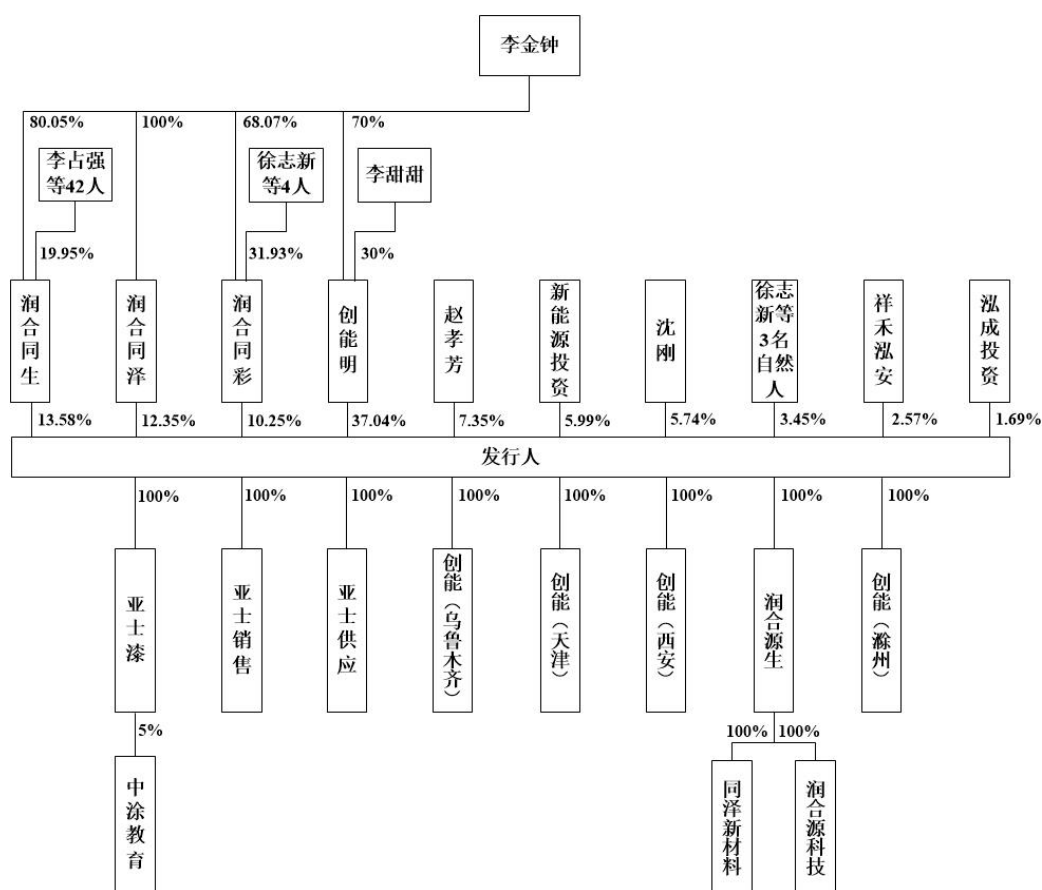 李金钟
80.05%
100%
68.07%
70%
李占强
等42人
徐志新
等4人
李甜甜
19.95%
31.93%
30%
润合同生
润合同泽
润合同彩
创能明
赵孝芳
新能源投资
沈刚
徐志
新等
3名
自然
人
祥禾泓安
泓成投资
13.58%
12.35%
10.25%
37.04%
7.35%
5.99%
5.74%
3.45%
2.57%
1.69%
发行人
100%
100%
100%
100%
100%
100%
100%
100%
亚士漆
亚士销售
亚士供应
创能（乌鲁木齐）
创能（天津）
创能（西安）
润合源生
创能（滁州）
5%
100%
100%
中涂教育
同泽新材料
润合源科技